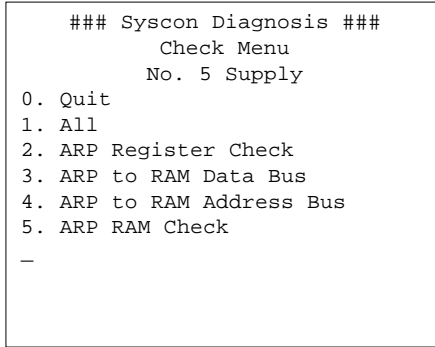 ### Syscon Diagnosis ###
Check Menu
No. 5 Supply
0. Quit
1. All
2. ARP Register Check
3. ARP to RAM Data Bus
4. ARP to RAM Address Bus
5. ARP RAM Check
_